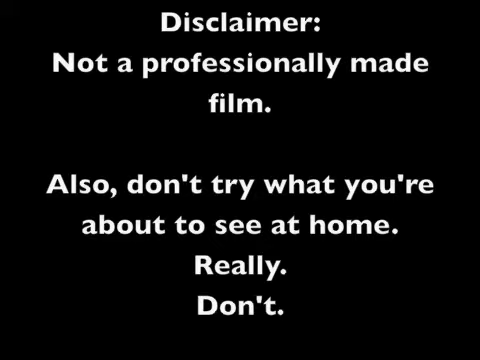 Disclaimer:
Not a professionally made
film.
Also, don't try what you're
about to see at home.
Really.
Don't.